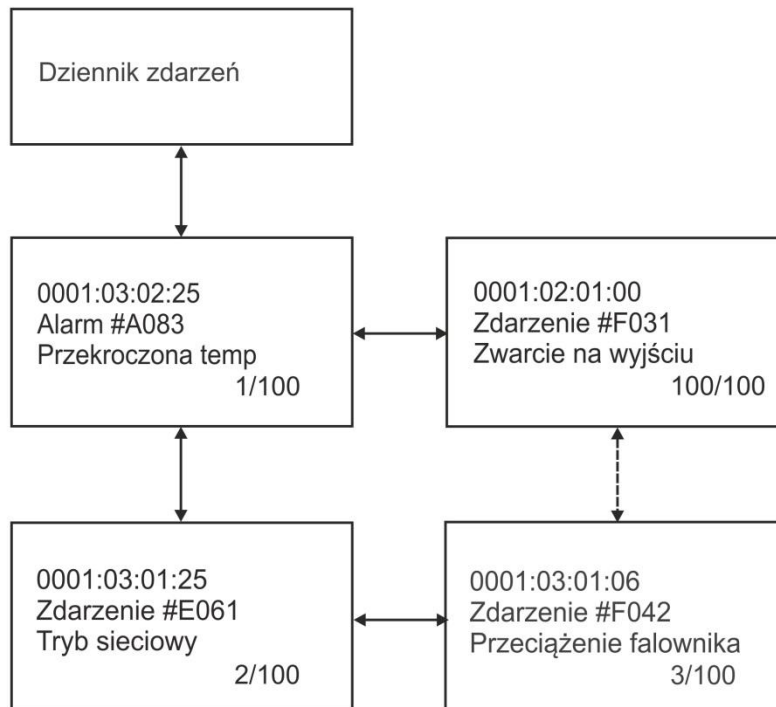 Dziennik zdarzeń
0001:03:02:25
Alarm #A083
Przekroczona temp
1/100
0001:02:01:00
Zdarzenie #F031
Zwarcie na wyjściu
100/100
0001:03:01:25
Zdarzenie #E061
Tryb sieciowy
2/100
0001:03:01:06
Zdarzenie #F042
Przeciążenie falownika
3/100